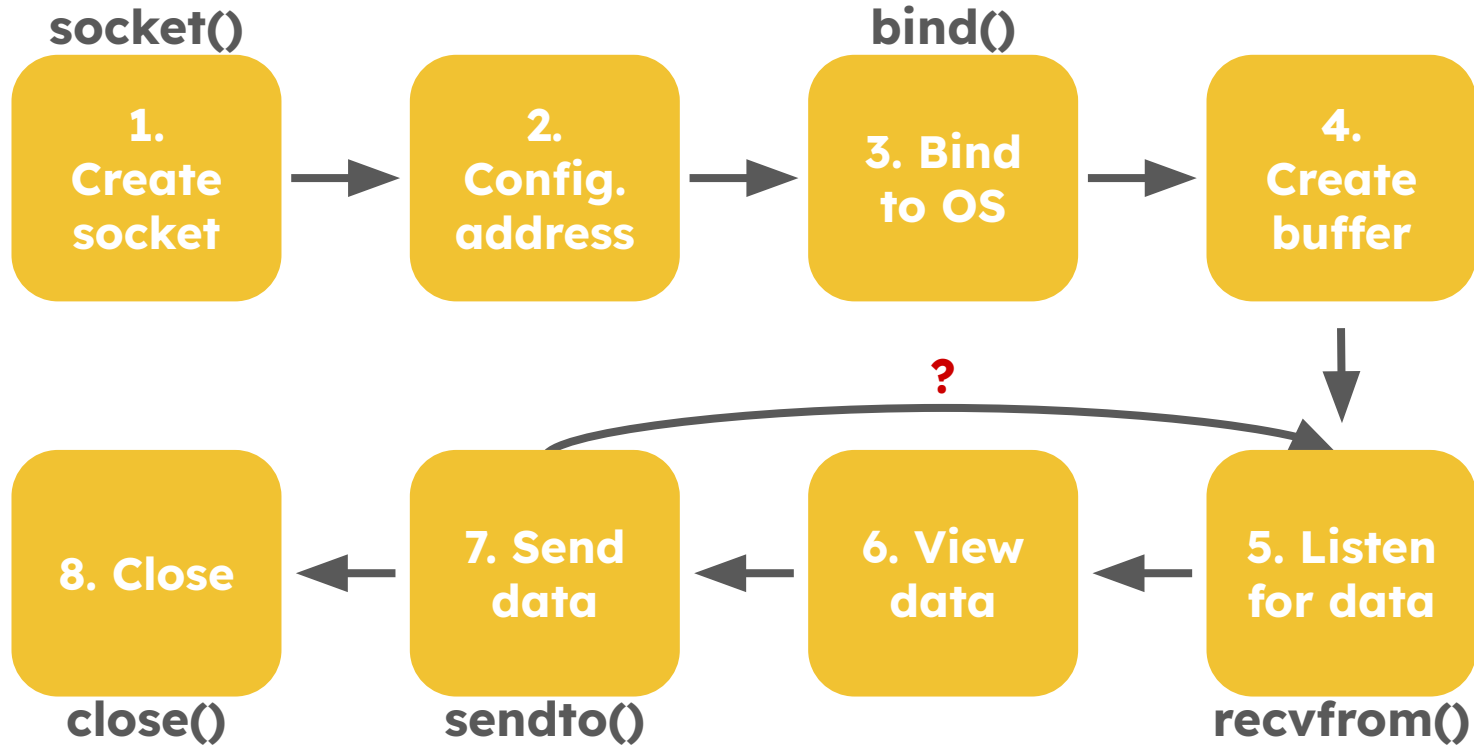 socket()
bind()
1.
Create
socket
2.
Config.
address
3. Bind
to OS
4.
Create
buffer
?
8. Close
7. Send
data
6. View
data
5. Listen
for data
close()
sendto()
recvfrom()